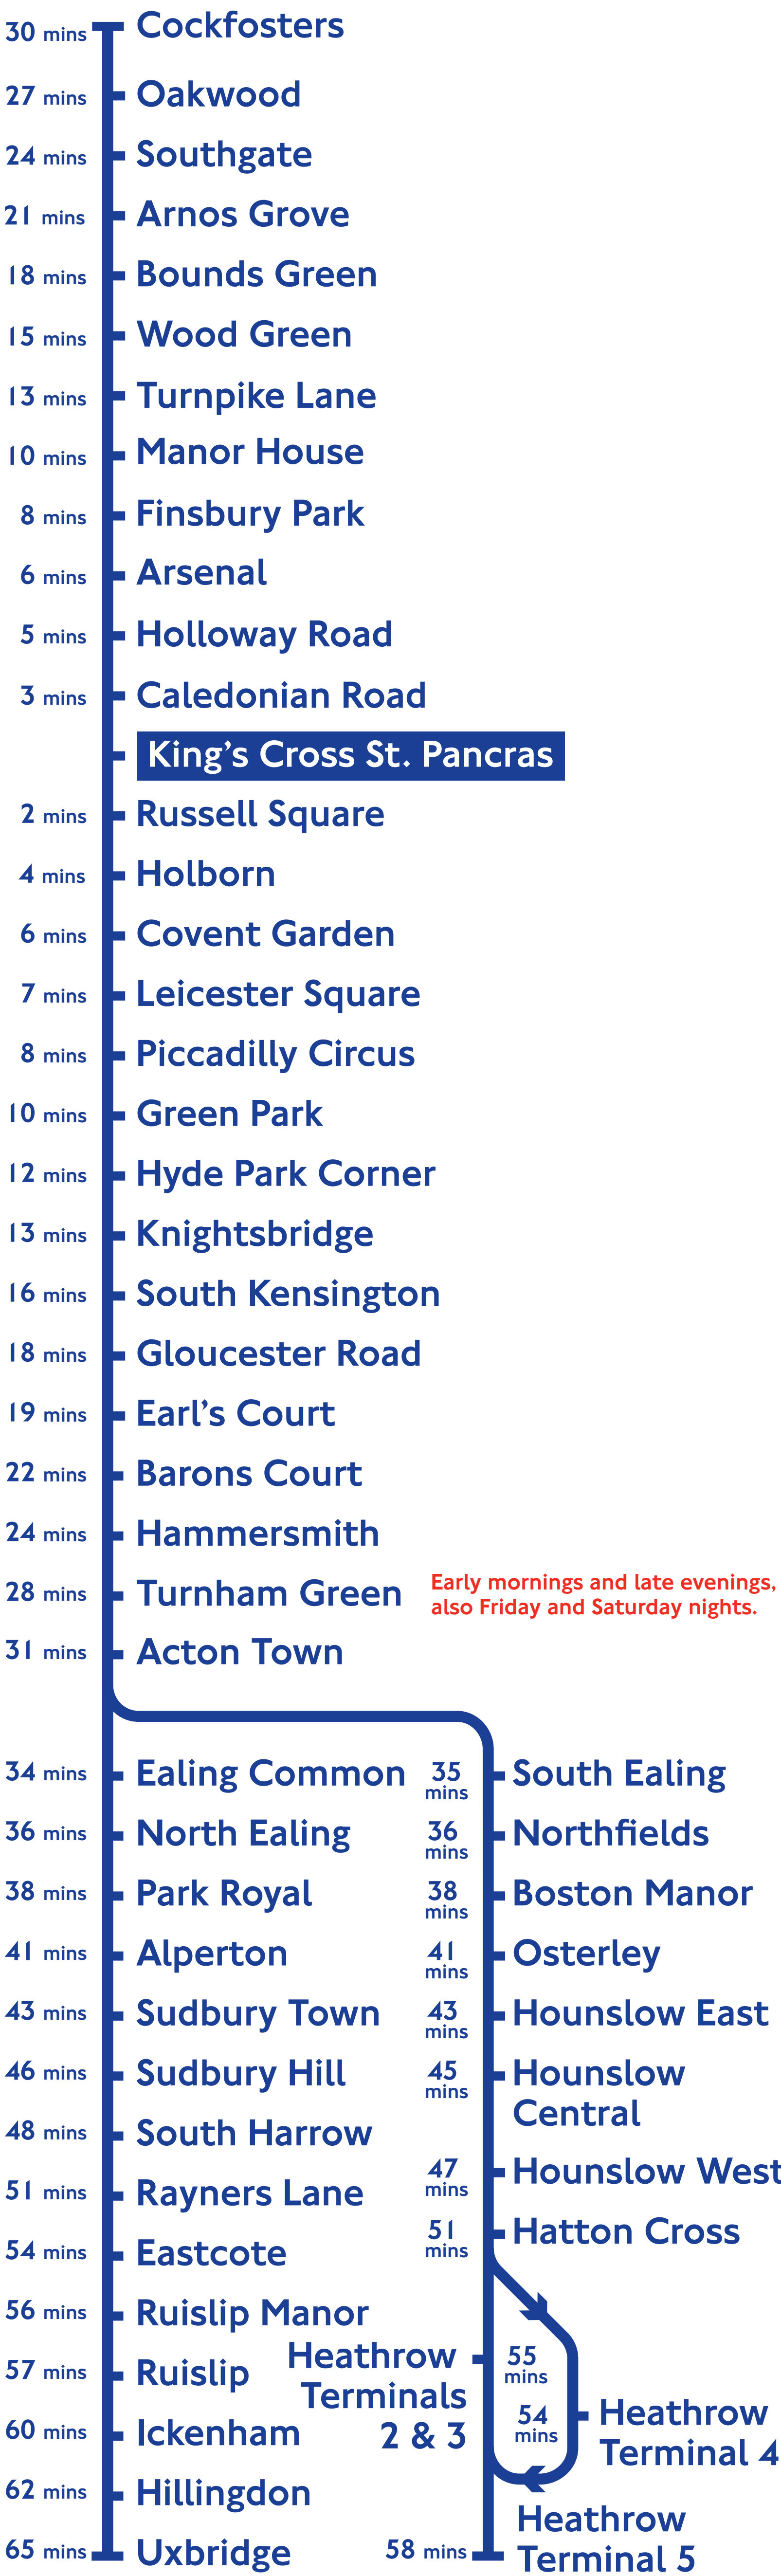 30 mins Cockfosters
27 mins Oakwood
24 mins Southgate
21 mins Arnos Grove
18 mins Bounds Green
15 mins Wood Green
13 mins Turnpike Lane
10 mins Manor House
8 mins Finsbury Park
6 mins Arsenal
5 mins Holloway Road
3 mins Caledonian Road
King's Cross St. Pancras
2 mins Russell Square
4 mins Holborn
6 mins Covent Garden
7 mins Leicester Square
8 mins Piccadilly Circus
10 mins Green Park
12 mins Hyde Park Corner
13 mins Knightsbridge
16 mins South Kensington
18 mins Gloucester Road
19 mins Earl's Court
22 mins Barons Court
24 mins Hammersmith
28 mins Turnham Green
Early mornings and late evenings,
also Friday and Saturday nights.
31 mins Acton Town
34 mins Ealing Common
36 mins North Ealing
38 mins Park Royal
41 mins Alperton
43 mins Sudbury Town
46 mins Sudbury Hill
48 mins South Harrow
51 mins Rayners Lane
54 mins Eastcote
56 mins Ruislip Manor
57 mins Ruislip
60 mins Ickenham
62 mins Hillingdon
65 mins Uxbridge
35 South Ealing
mins
36 Northfields
mins
38 Boston Manor
mins
41 Osterley
mins
43 Hounslow East
mins
45 Hounslow
mins
Central
47 Hounslow West
mins
51 Hatton Cross
mins
Heathrow 55
mins
Terminals
2 & 3
54 Heathrow
mins
Terminal 4
Heathrow
58 mins Terminal 5